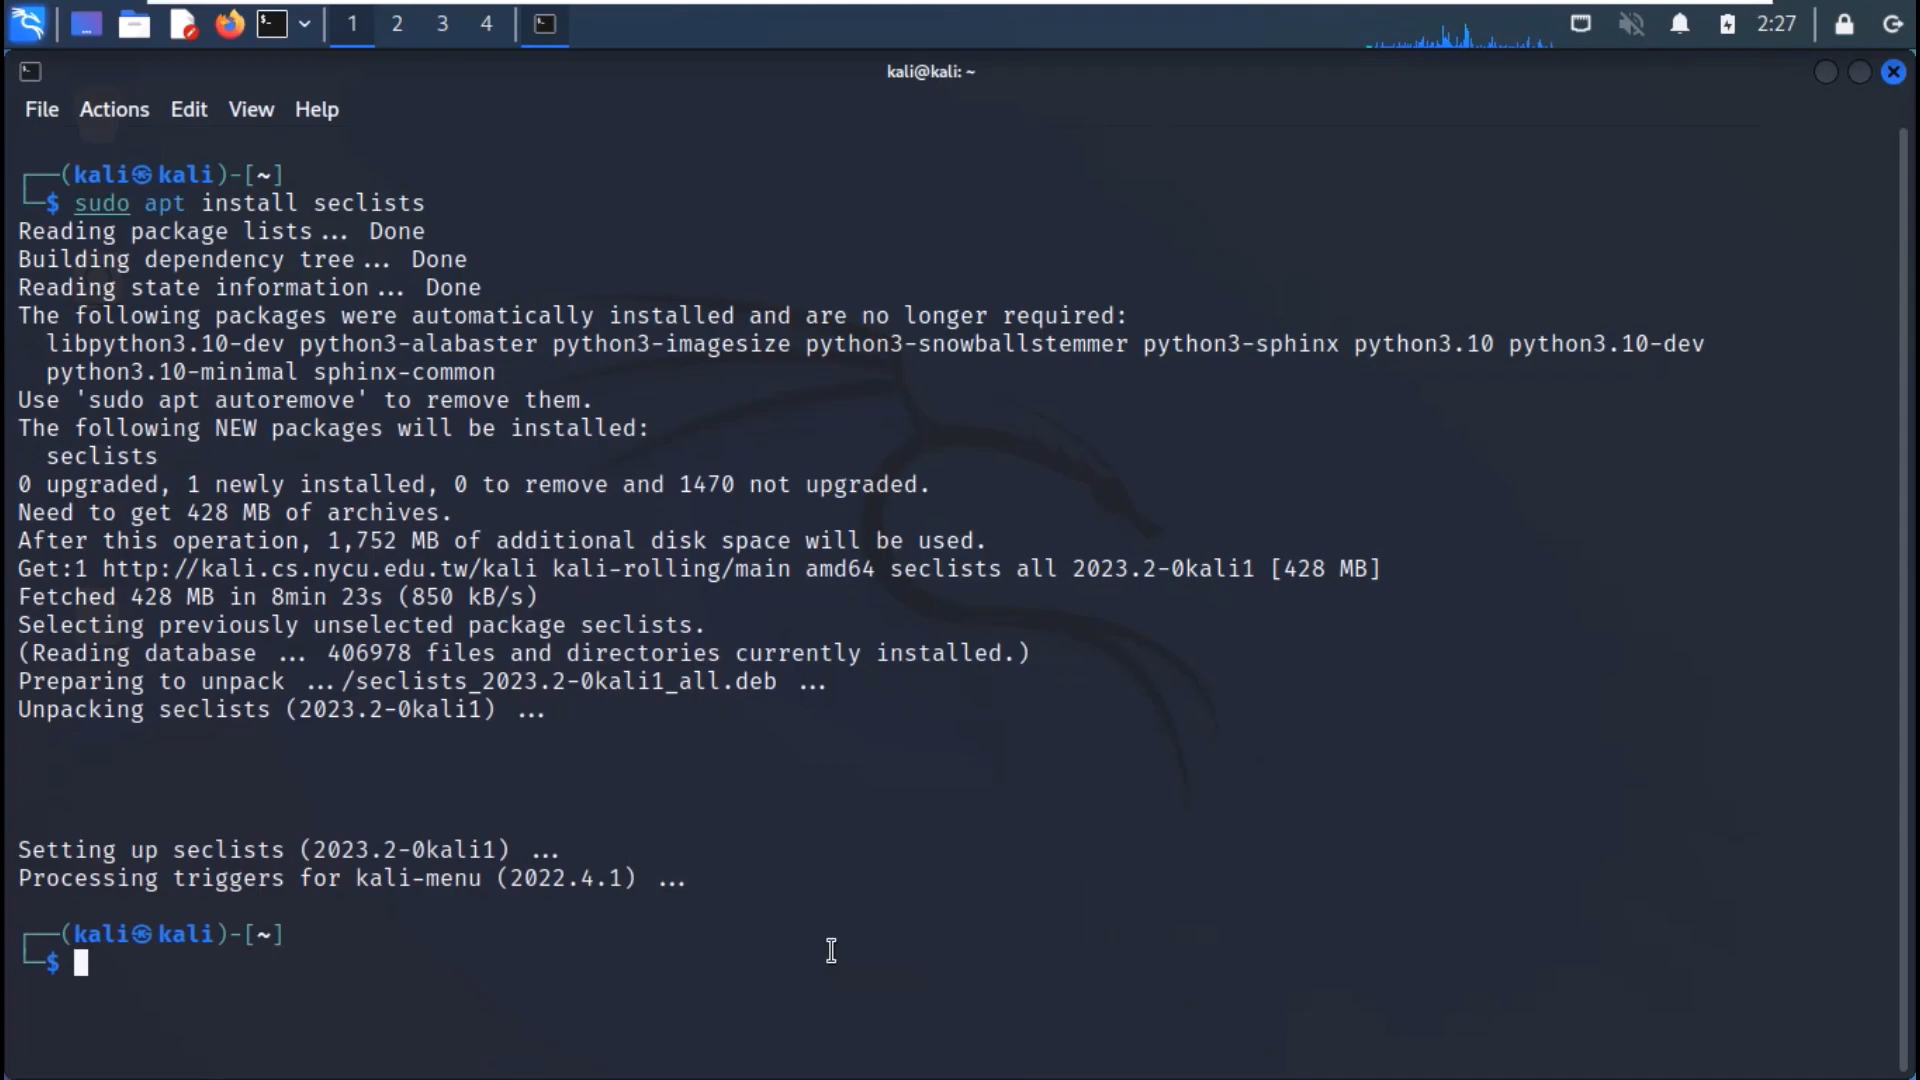 1 2 3 4 2:27
kali@kali: ~
File Actions Edit View Help
┌──(kali㉿kali)-[~]
└─$ sudo apt install seclists
Reading package lists... Done
Building dependency tree... Done
Reading state information... Done
The following packages were automatically installed and are no longer required:
  libpython3.10-dev python3-alabaster python3-imagesize python3-snowballstemmer python3-sphinx python3.10 python3.10-dev
  python3.10-minimal sphinx-common
Use 'sudo apt autoremove' to remove them.
The following NEW packages will be installed:
  seclists
0 upgraded, 1 newly installed, 0 to remove and 1470 not upgraded.
Need to get 428 MB of archives.
After this operation, 1,752 MB of additional disk space will be used.
Get:1 http://kali.cs.nycu.edu.tw/kali kali-rolling/main amd64 seclists all 2023.2-0kali1 [428 MB]
Fetched 428 MB in 8min 23s (850 kB/s)
Selecting previously unselected package seclists.
(Reading database ... 406978 files and directories currently installed.)
Preparing to unpack .../seclists_2023.2-0kali1_all.deb ...
Unpacking seclists (2023.2-0kali1) ...
Setting up seclists (2023.2-0kali1) ...
Processing triggers for kali-menu (2022.4.1) ...
┌──(kali㉿kali)-[~]
└─$